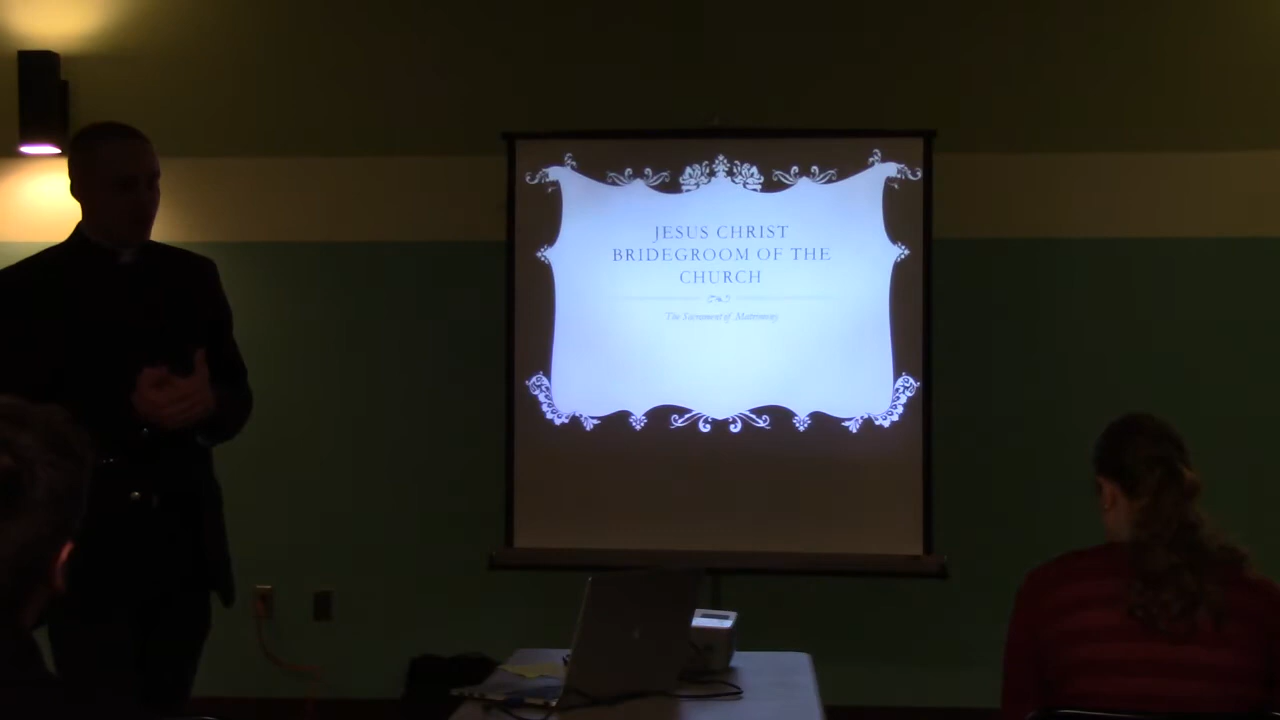 JESUS CHRIST
BRIDEGROOM OF THE
CHURCH
The Sacrament of Matrimony